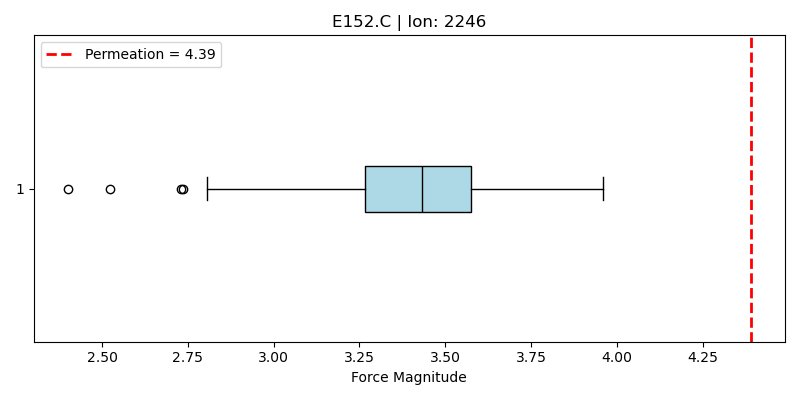 E152.C | Ion: 2246
Permeation = 4.39
1
2.50 2.75 3.00 3.25 3.50 3.75 4.00 4.25
Force Magnitude